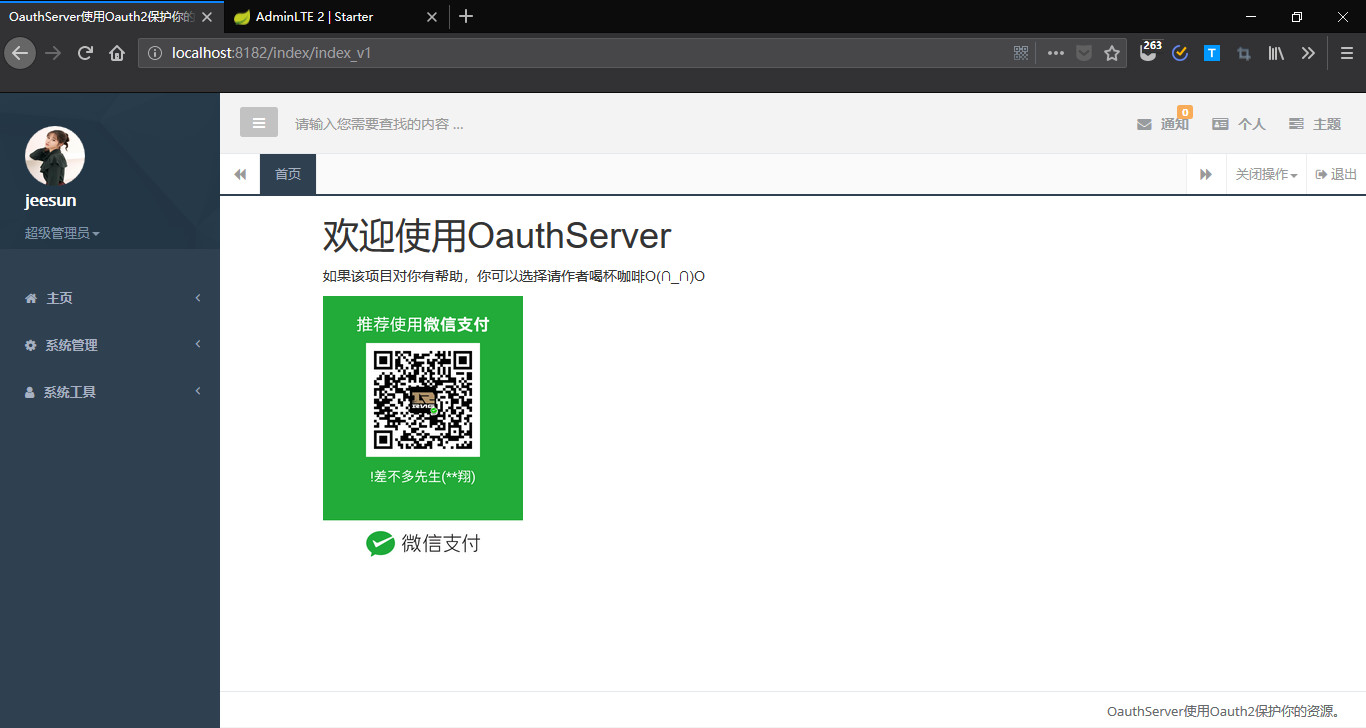 OauthServer使用Oauth2保护你的
AdminLTE 2 | Starter
localhost:8182/index/index_v1
263
T
jeesun
超级管理员
主页
系统管理
系统工具
请输入您需要查找的内容 ...
0
通知
个人
主题
首页
关闭操作
退出
欢迎使用OauthServer
如果该项目对你有帮助，你可以选择请作者喝杯咖啡O(∩_∩)O
推荐使用微信支付
!差不多先生(**翔)
微信支付
OauthServer使用Oauth2保护你的资源。